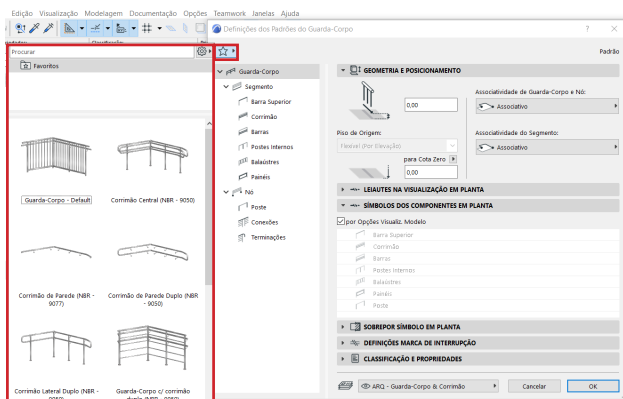 Edição Visualização Modelagem Documentação Opções Teamwork Janelas Ajuda
Definições dos Padrões do Guarda-Corpo
Procurar
Favoritos
Guarda-Corpo - Default
Corrimão Central (NBR - 9050)
Corrimão de Parede (NBR -
9077)
Corrimão de Parede Duplo (NBR
- 9050)
Corrimão Lateral Duplo (NBR -
Guarda-Corpo c/ corrimão
Padrão
Guarda-Corpo
Segmento
Barra Superior
Corrimão
Barras
Postes Internos
Balaústres
Painéis
Nó
Poste
Conexões
Terminações
GEOMETRIA E POSICIONAMENTO
0,00
Associatividade de Guarda-Corpo e Nó:
Associativo
Piso de Origem:
Flexível (Por Elevação)
Associatividade do Segmento:
Associativo
para Cota Zero
0,00
LEIAUTES NA VISUALIZAÇÃO EM PLANTA
SÍMBOLOS DOS COMPONENTES EM PLANTA
por Opções Visualiz. Modelo
Barra Superior
Corrimão
Barras
Postes Internos
Balaústres
Painéis
Poste
SOBREPOR SÍMBOLO EM PLANTA
DEFINIÇÕES MARCA DE INTERRUPÇÃO
CLASSIFICAÇÃO E PROPRIEDADES
ARQ - Guarda-Corpo & Corrimão
Cancelar
OK